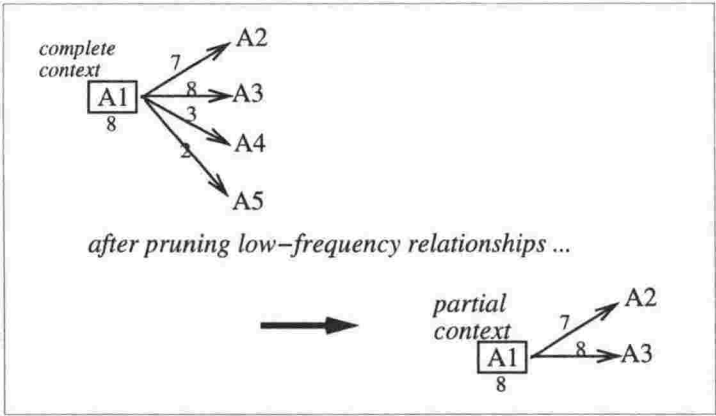 complete
context
A1
8
7
8
3
2
A2
A3
A4
A5
after pruning low-frequency relationships ...
partial
context
A1
8
7
8
A2
A3